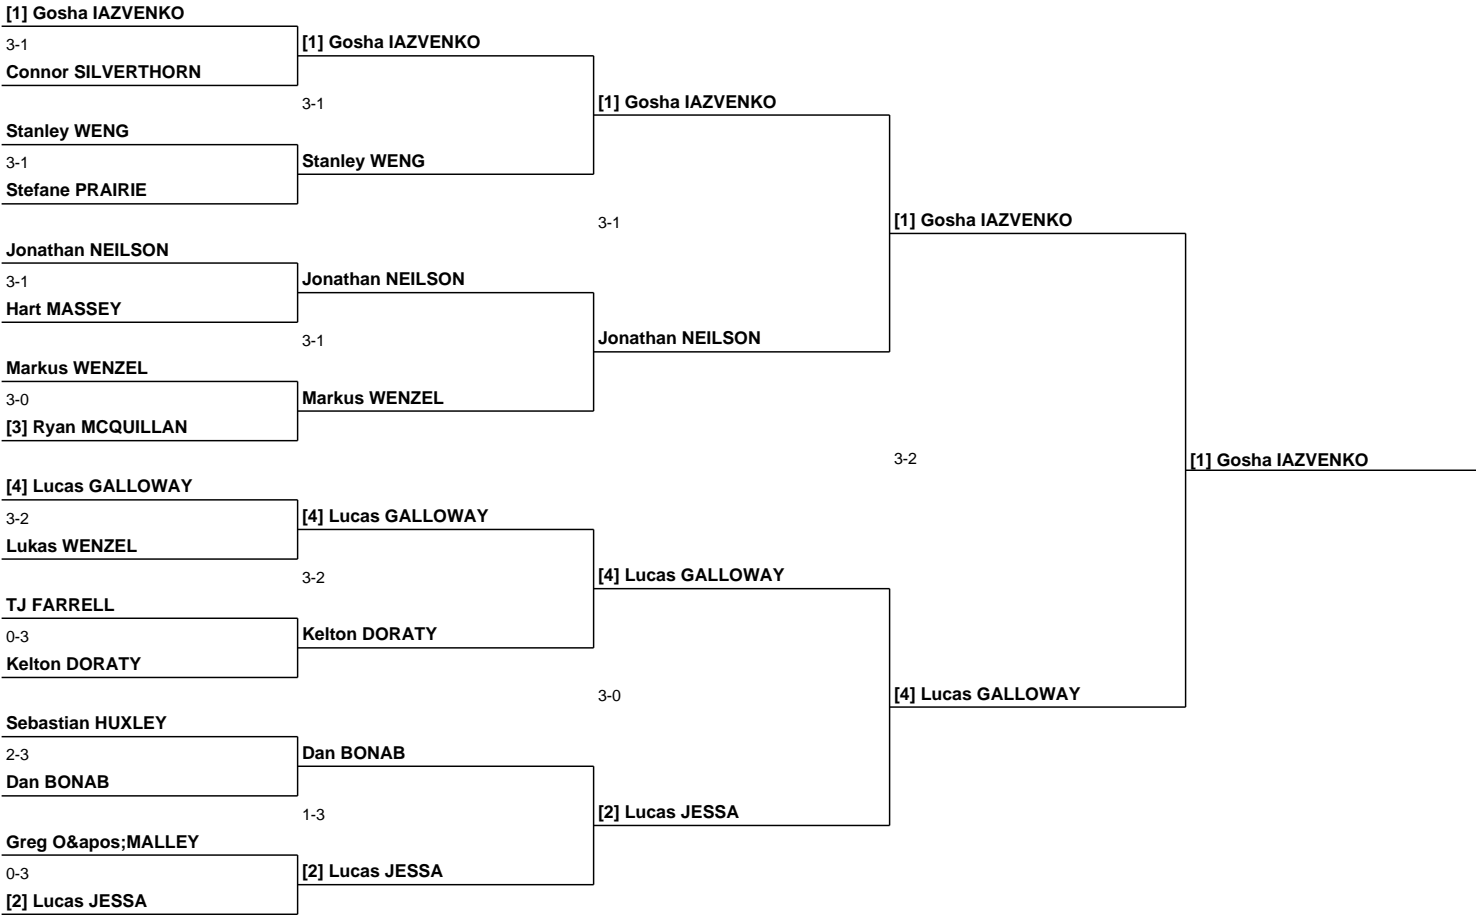 [1] Gosha IAZVENKO
3-1
[1] Gosha IAZVENKO
Connor SILVERTHORN
3-1
[1] Gosha IAZVENKO
Stanley WENG
3-1
Stanley WENG
Stefane PRAIRIE
3-1
[1] Gosha IAZVENKO
Jonathan NEILSON
3-1
Jonathan NEILSON
Hart MASSEY
3-1
Jonathan NEILSON
Markus WENZEL
3-0
Markus WENZEL
[3] Ryan MCQUILLAN
3-2
[1] Gosha IAZVENKO
[4] Lucas GALLOWAY
3-2
[4] Lucas GALLOWAY
Lukas WENZEL
3-2
[4] Lucas GALLOWAY
TJ FARRELL
0-3
Kelton DORATY
Kelton DORATY
3-0
[4] Lucas GALLOWAY
Sebastian HUXLEY
2-3
Dan BONAB
Dan BONAB
1-3
[2] Lucas JESSA
Greg O&apos;MALLEY
0-3
[2] Lucas JESSA
[2] Lucas JESSA